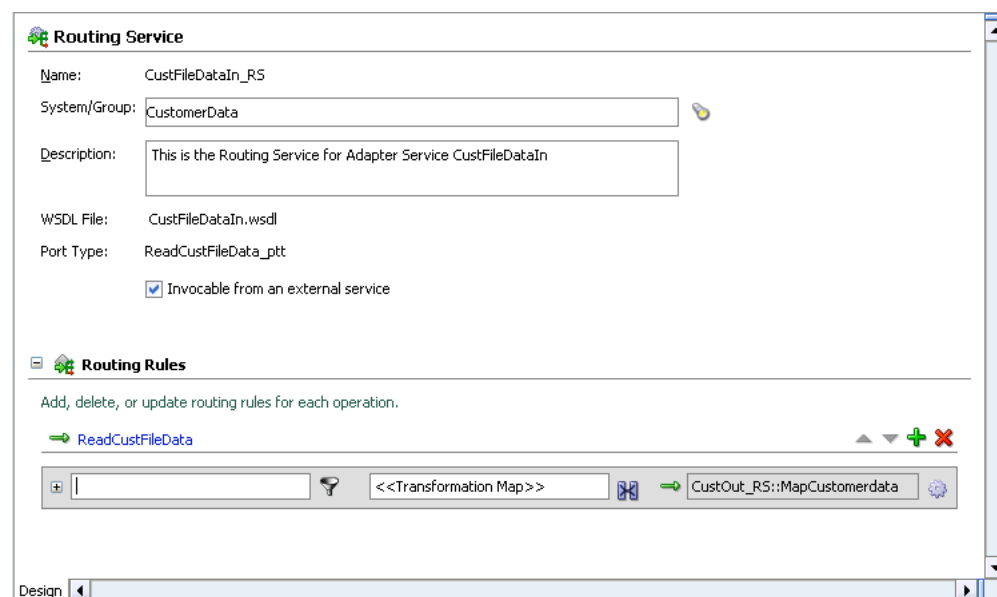 Routing Service
Name: CustFileDataIn_RS
System/Group: CustomerData
Description: This is the Routing Service for Adapter Service CustFileDataIn
WSDL File: CustFileDataIn.wsdl
Port Type: ReadCustFileData_ptt
Invocable from an external service
Routing Rules
Add, delete, or update routing rules for each operation.
ReadCustFileData
<<Transformation Map>> CustOut_RS::MapCustomerdata
Design